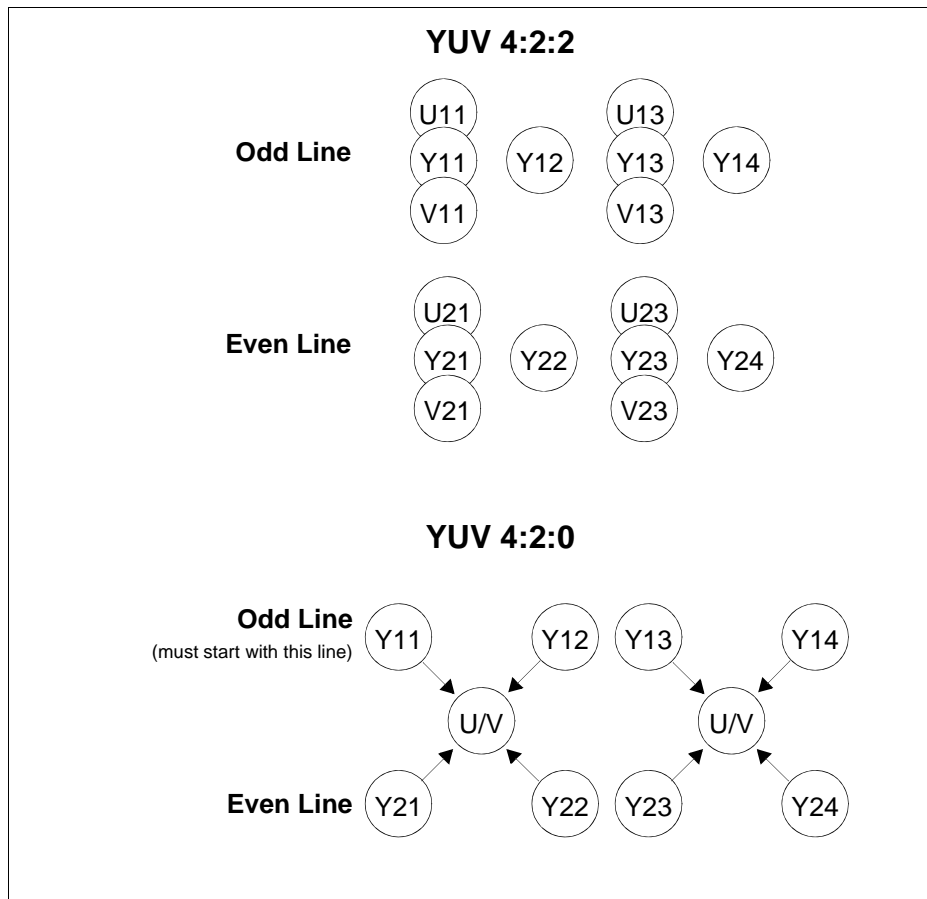 YUV 4:2:2
U11 U13
Odd Line Y11 Y12 Y13 Y14
V11 V13
U21 U23
Even Line Y21 Y22 Y23 Y24
V21 V23
YUV 4:2:0
Odd Line
(must start with this line) Y11 Y12 Y13 Y14
U/V U/V
Even Line Y21 Y22 Y23 Y24